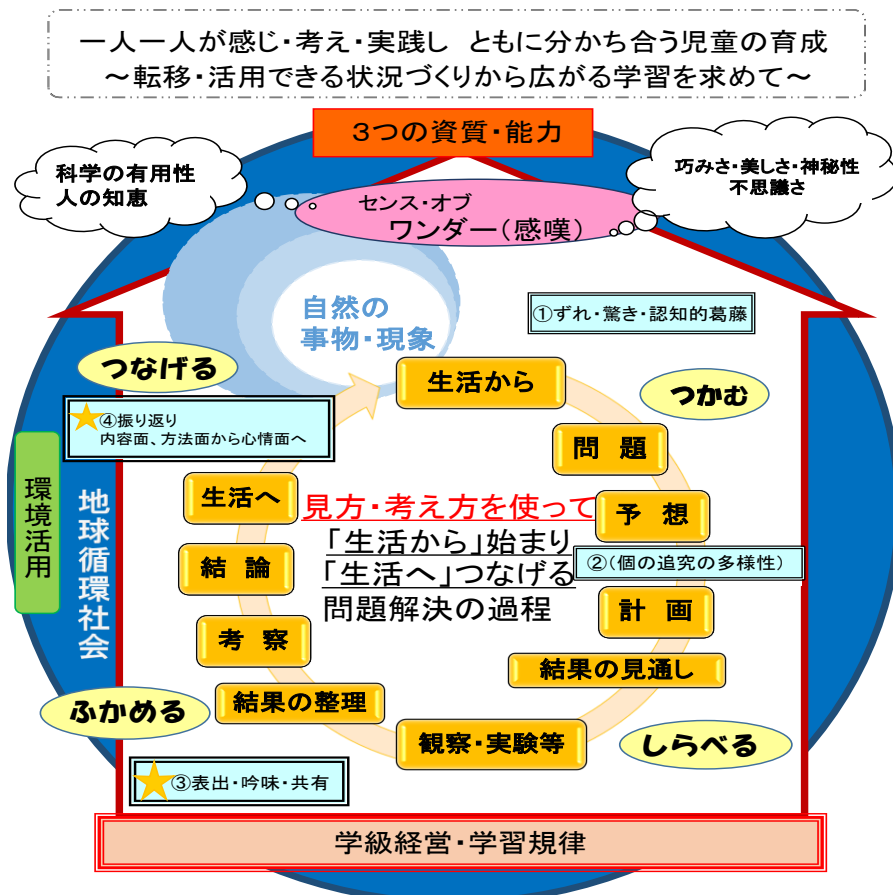 一人一人が感じ・考え・実践し ともに分かち合う児童の育成
～転移・活用できる状況づくりから広がる学習を求めて～
3つの資質・能力
科学の有用性
人の知恵
巧みさ・美しさ・神秘性
不思議さ
センス・オブ
ワンダー(感嘆)
自然の
事物・現象
①ずれ・驚き・認知的葛藤
つなげる
生活から
つかむ
④振り返り
内容面、方法面から心情面へ
問題
環境活用
地球循環社会
生活へ
見方・考え方を使って
「生活から」始まり
「生活へ」つなげる
問題解決の過程
予想
②(個の追究の多様性)
結論
計画
考察
結果の見通し
ふかめる
結果の整理
観察・実験等
しらべる
③表出・吟味・共有
学級経営・学習規律